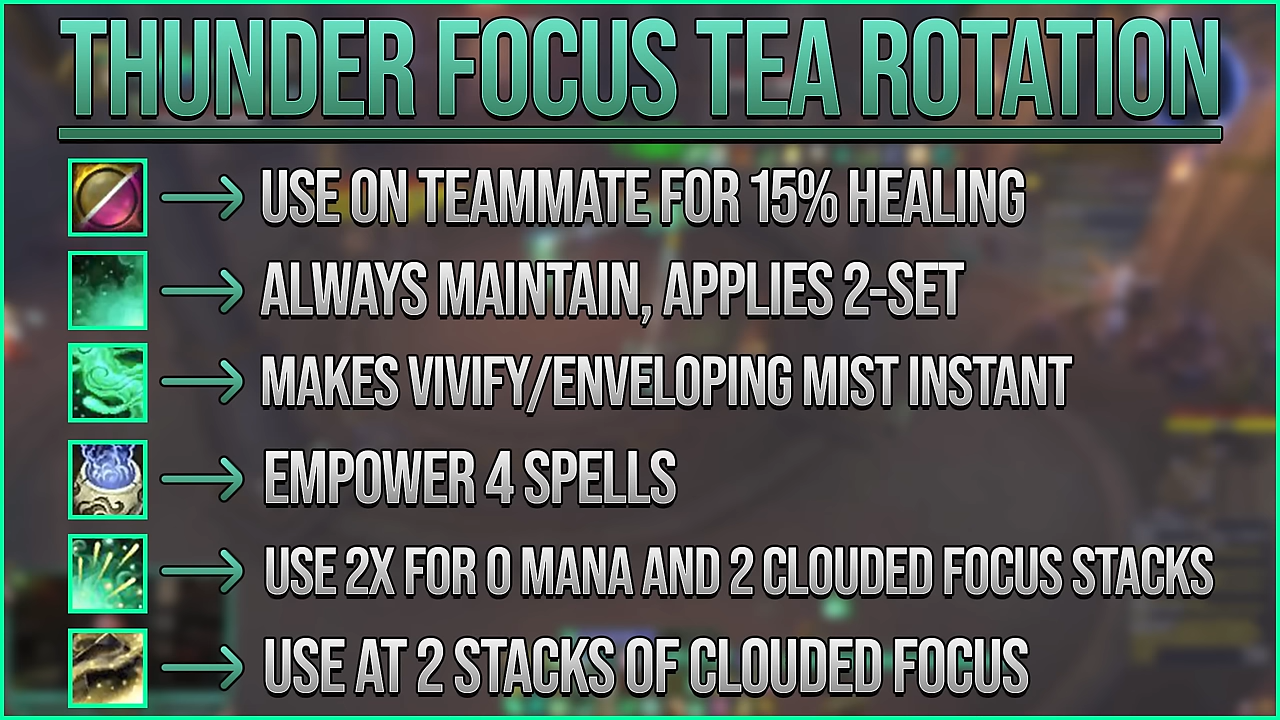 THUNDER FOCUS TEA ROTATION
USE ON TEAMMATE FOR 15% HEALING
ALWAYS MAINTAIN, APPLIES 2-SET
MAKES VIVIFY/ENVELOPING MIST INSTANT
EMPOWER 4 SPELLS
USE 2X FOR 0 MANA AND 2 CLOUDED FOCUS STACKS
USE AT 2 STACKS OF CLOUDED FOCUS